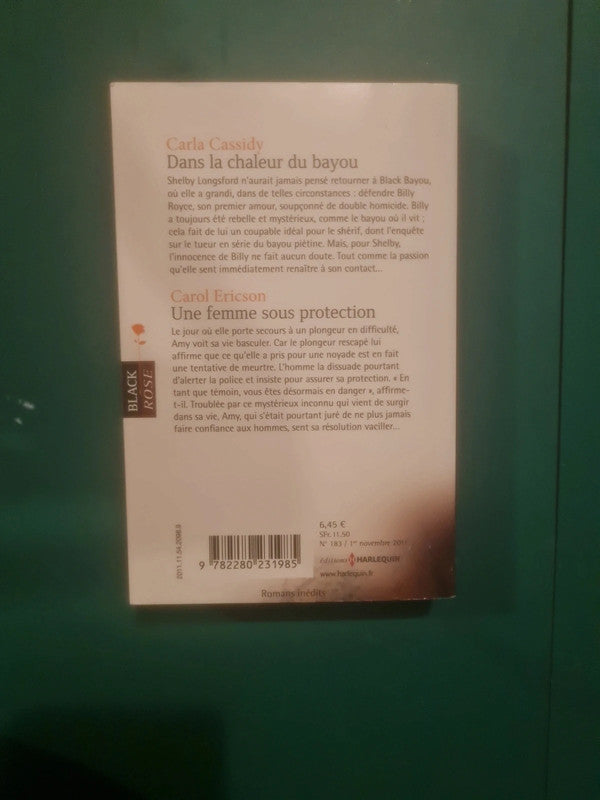 Carla Cassidy
Dans la chaleur du bayou
Shelby Longsford n'aurait jamais pensé retourner à Black Bayou,
où elle a grandi, dans de telles circonstances : défendre Billy
Royce, son premier amour, soupçonné de double homicide. Billy
a toujours été rebelle et mystérieux, comme le bayou où il vit ;
cela fait de lui un coupable idéal pour le shérif, dont l'enquête
sur le tueur en série du bayou piétine. Mais, pour Shelby,
l'innocence de Billy ne fait aucun doute. Tout comme la passion
qu'elle sent immédiatement renaître à son contact...
Carol Ericson
Une femme sous protection
Le jour où elle porte secours à un plongeur en difficulté,
Amy voit sa vie basculer. Car le plongeur rescapé lui
affirme que ce qu'elle a pris pour une noyade est en fait
une tentative de meurtre. L'homme la dissuade pourtant
d'alerter la police et insiste pour assurer sa protection. « En
tant que témoin, vous êtes désormais en danger », affirme-
t-il. Troublée par ce mystérieux inconnu qui vient de surgir
dans sa vie, Amy, qui s'était pourtant juré de ne plus jamais
faire confiance aux hommes, sent sa résolution vaciller...
BLACK
ROSE
2011.11.54.2098.9
9 782280 231985
6,45 €
SFr. 11.50
N° 183 / 1er novembre 2011
éditions HARLEQUIN
www.harlequin.fr
Romans inédits